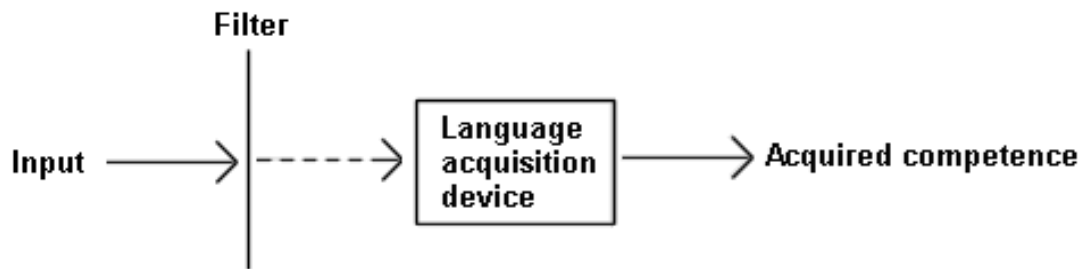 Filter
Input
Language
acquisition
device
Acquired competence